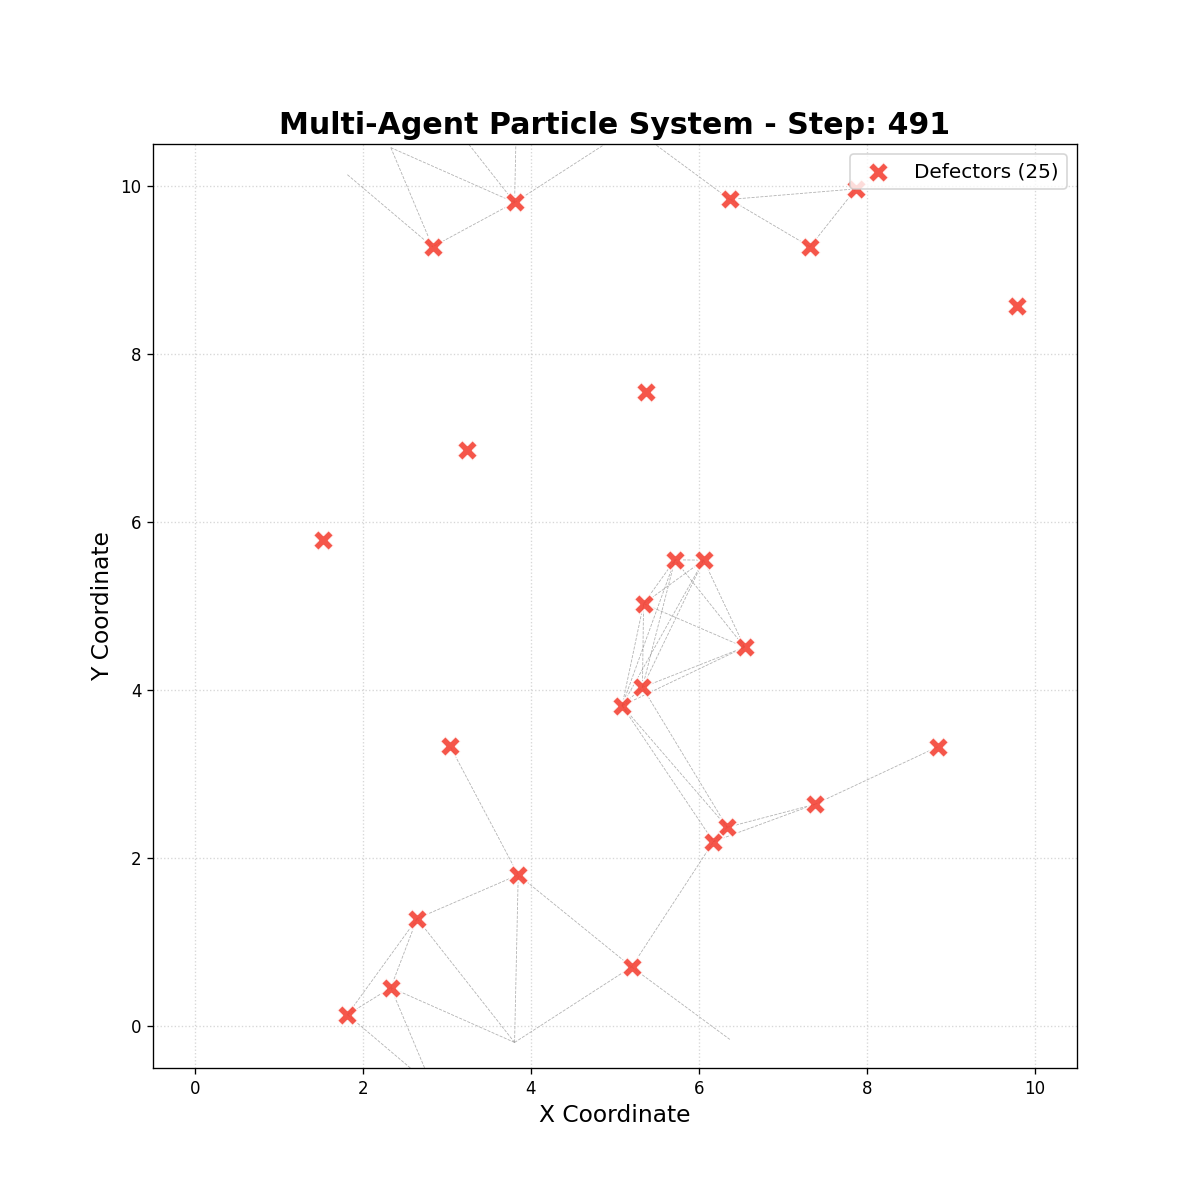 Multi-Agent Particle System - Step: 491
Defectors (25)
10
8
6
4
2
0
Y Coordinate
0 2 4 6 8 10
X Coordinate